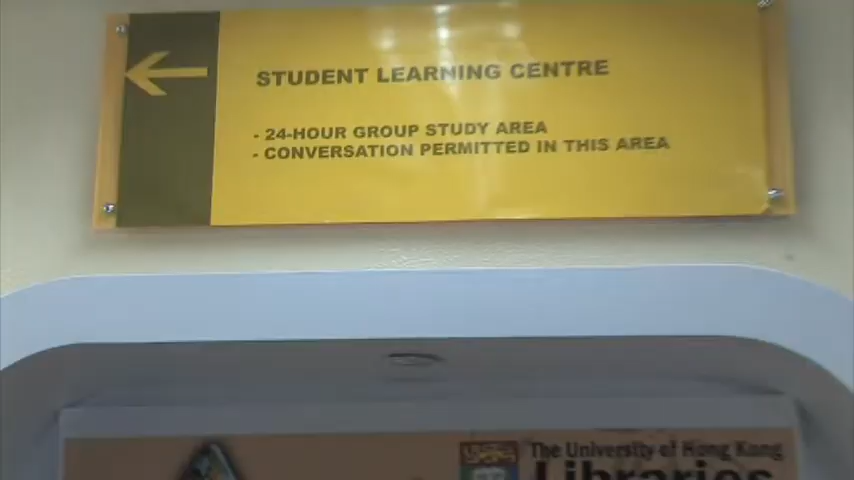 STUDENT LEARNING CENTRE
- 24-HOUR GROUP STUDY AREA
- CONVERSATION PERMITTED IN THIS AREA
The University of Hong Kong
Libraries